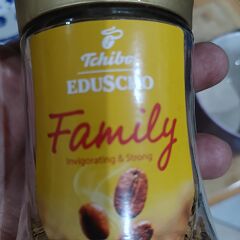 Tchibo
EDUSCHO
Family
Invigorating & Strong